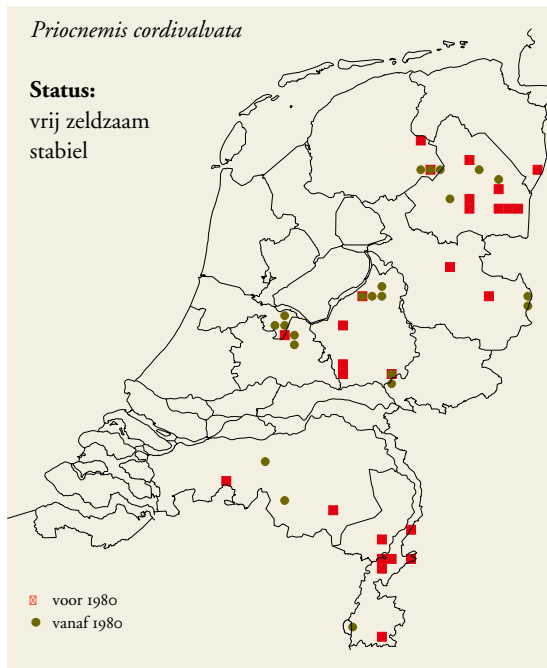 Priocnemis cordivalvata
Status:
vrij zeldzaam
stabiel
voor 1980
vanaf 1980